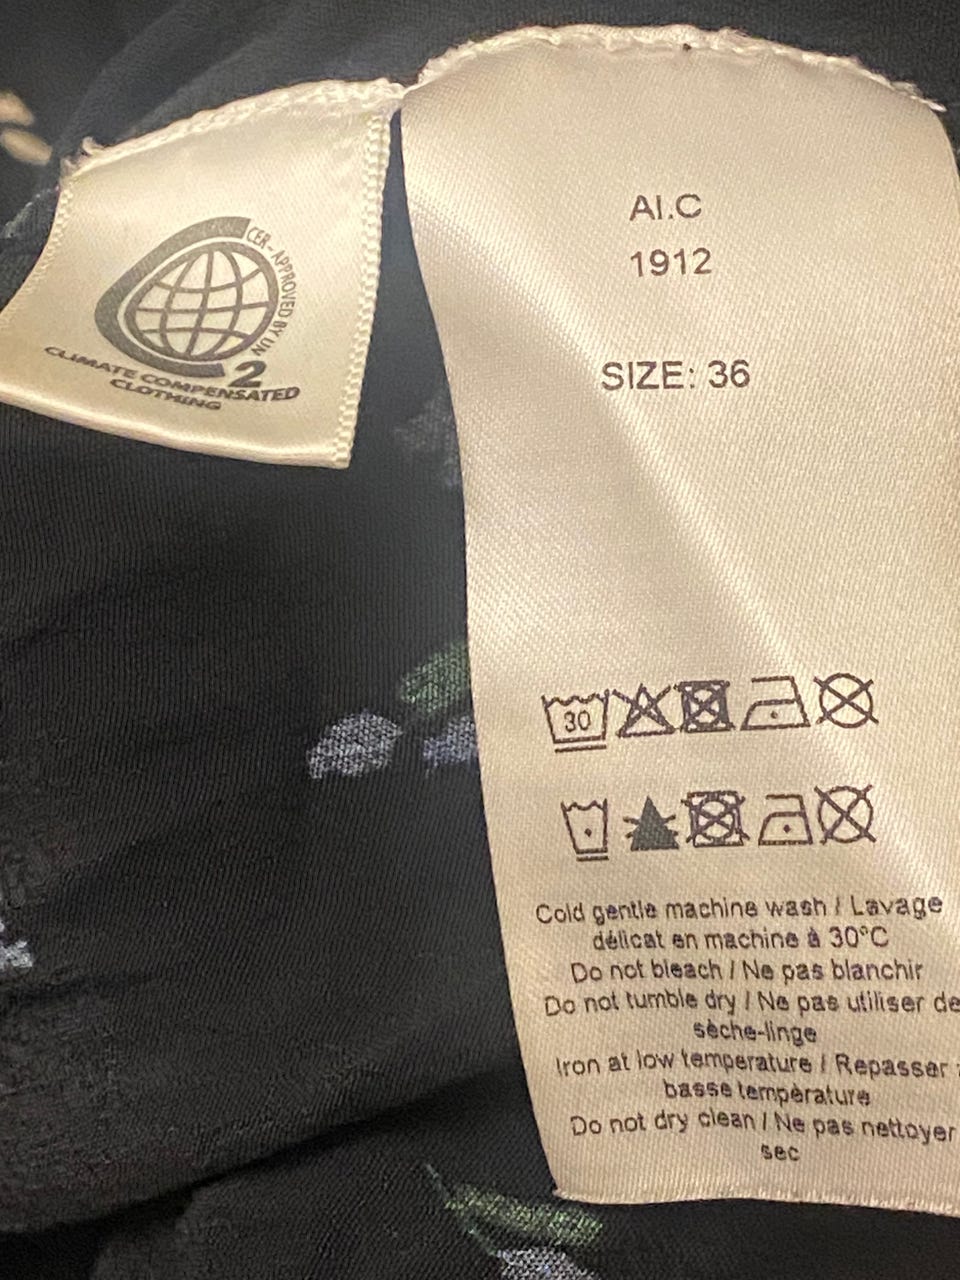 CER-APPROVED BY UN
2
CLIMATE COMPENSATED
CLOTHING
AI.C
1912
SIZE: 36
30
Cold gentle machine wash / Lavage
délicat en machine à 30°C
Do not bleach / Ne pas blanchir
Do not tumble dry / Ne pas utiliser de
sèche-linge
Iron at low temperature / Repasser
basse température
Do not dry clean / Ne pas nettoyer
sec